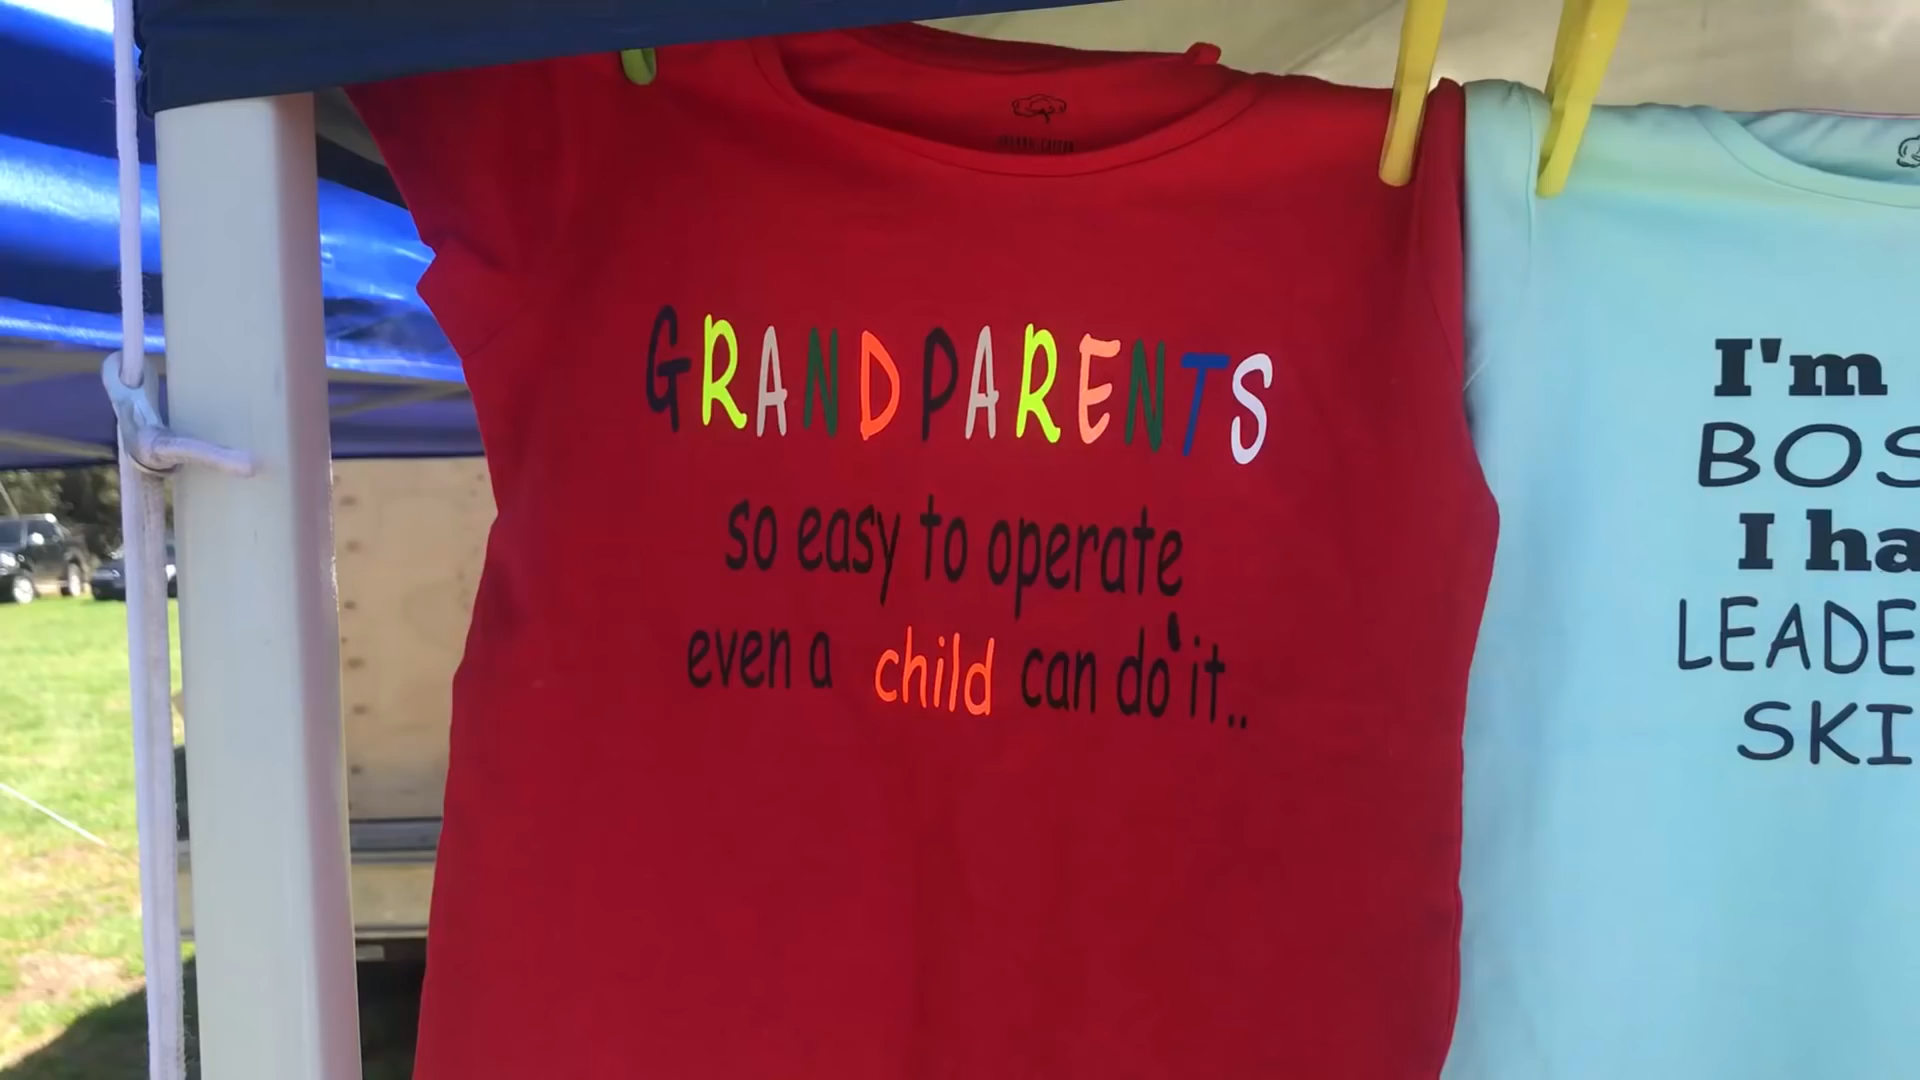 GRANDPARENTS
so easy to operate
even a child can do it..
I'm
BOS
I ha
LEADE
SKI